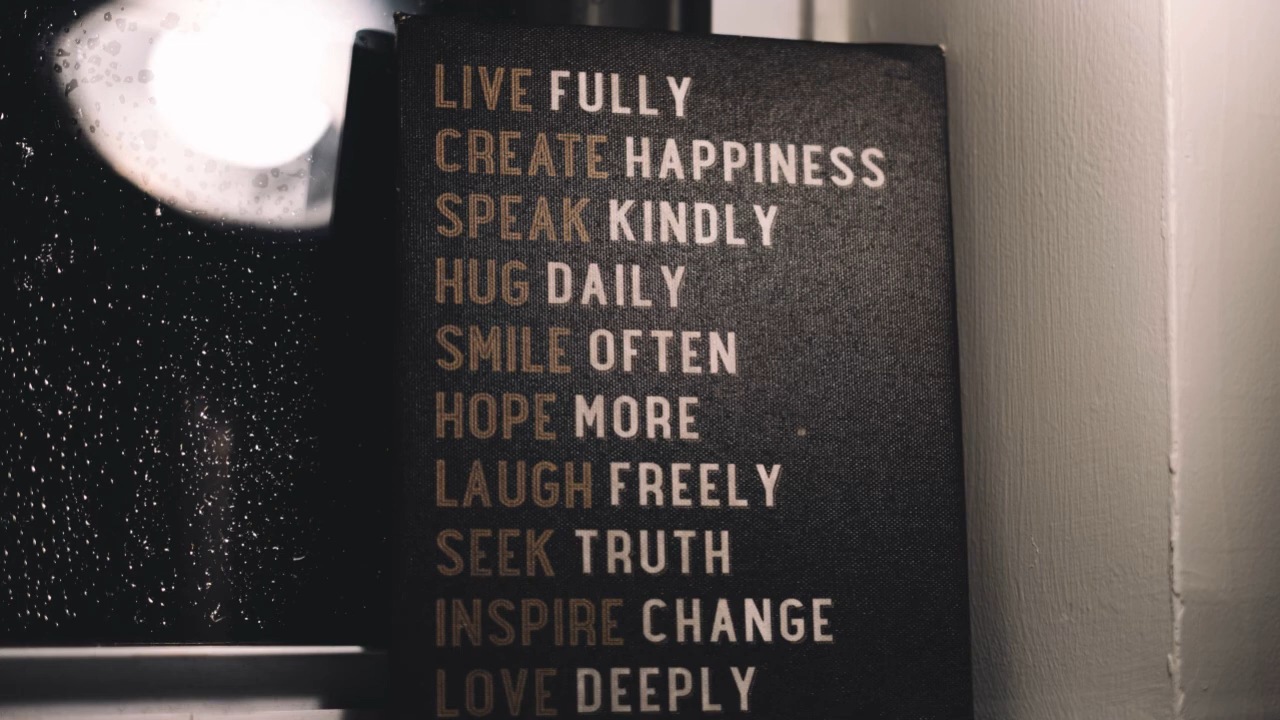 LIVE FULLY
CREATE HAPPINESS
SPEAK KINDLY
HUG DAILY
SMILE OFTEN
HOPE MORE
LAUGH FREELY
SEEK TRUTH
INSPIRE CHANGE
LOVE DEEPLY